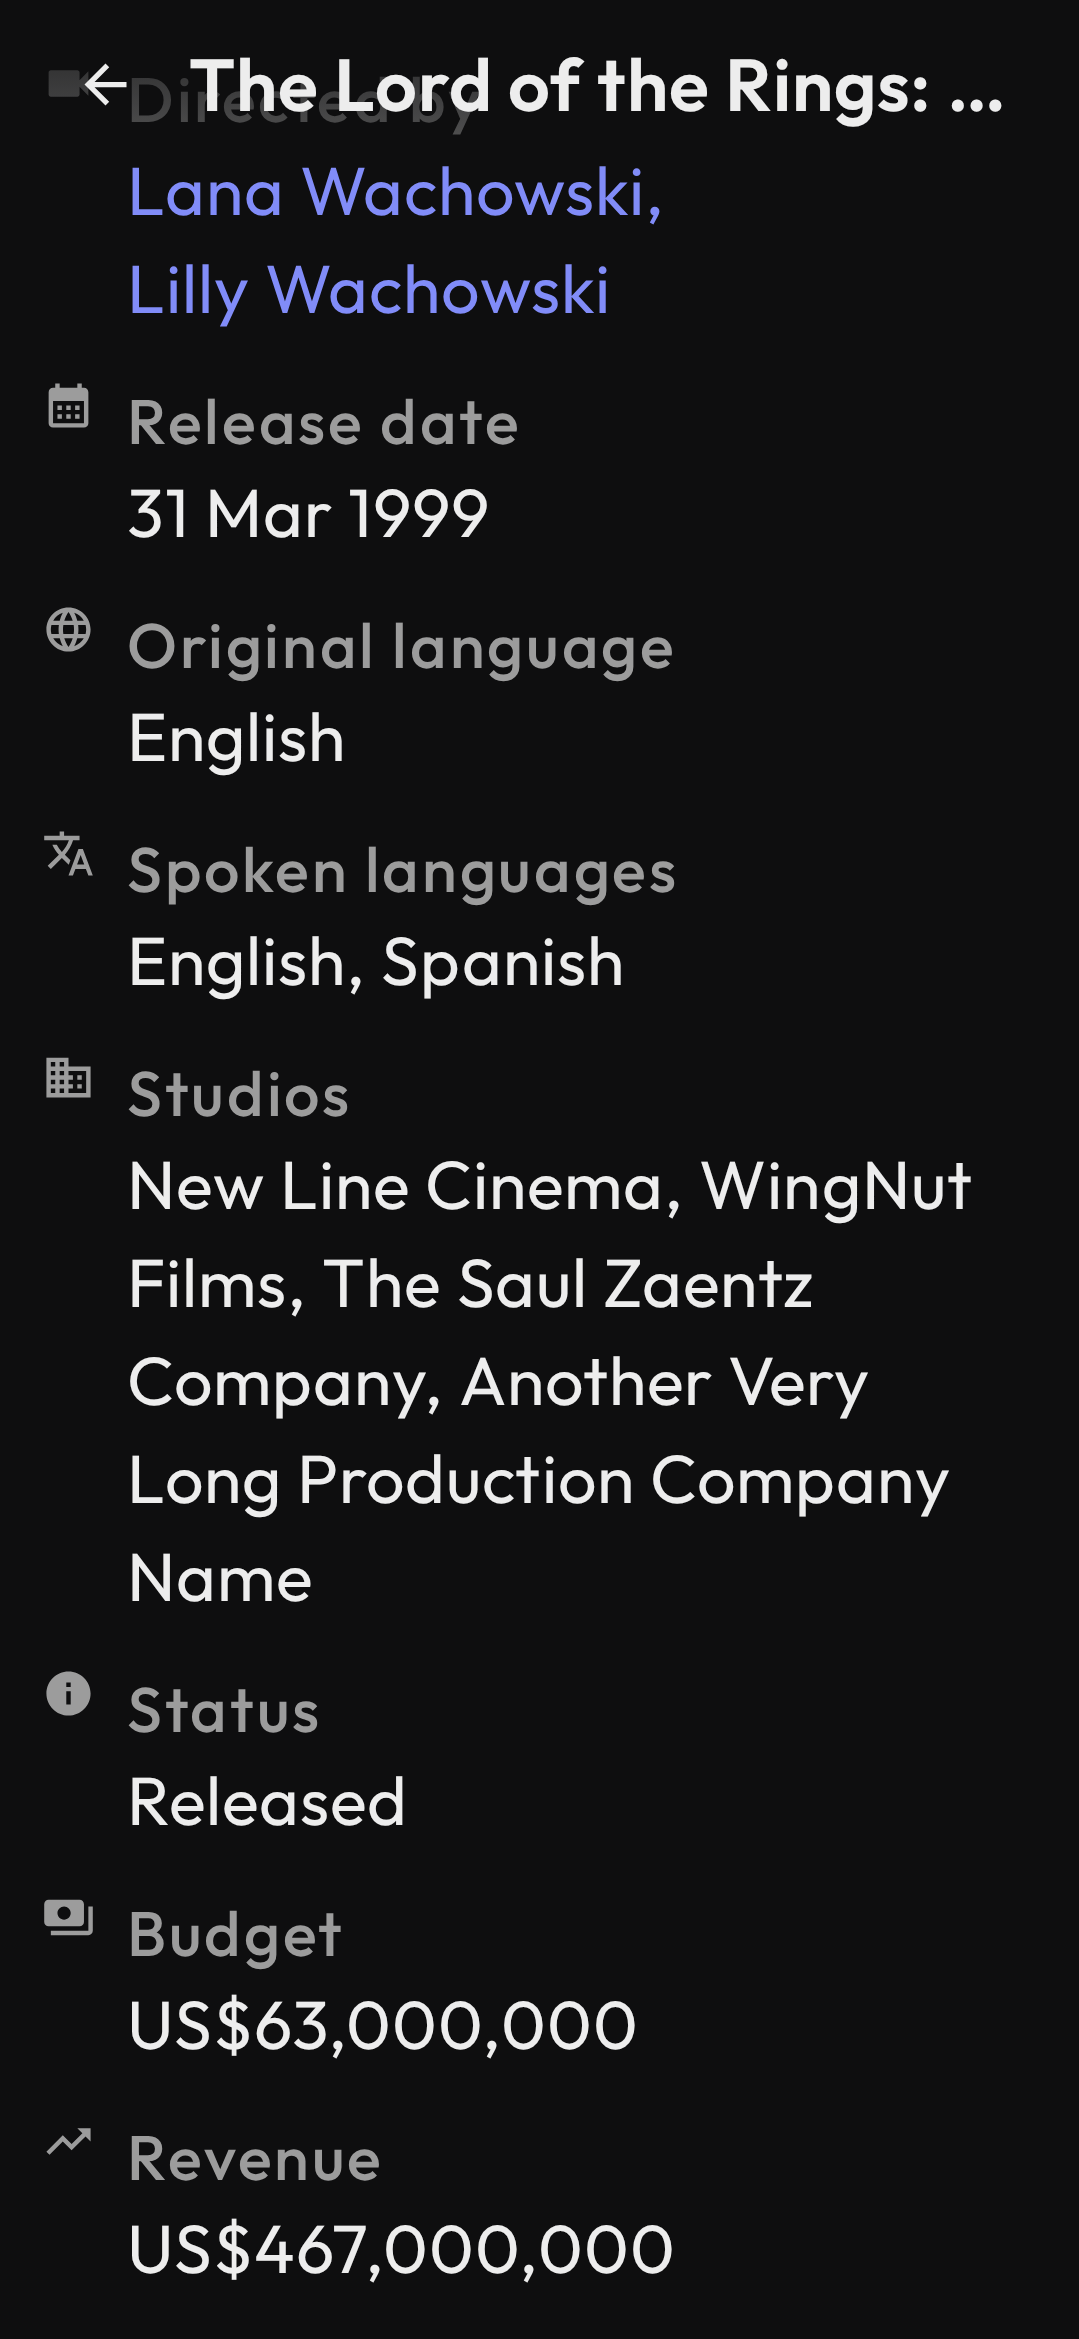 The Lord of the Rings: ...
Directed by
Lana Wachowski,
Lilly Wachowski
Release date
31 Mar 1999
Original language
English
Spoken languages
English, Spanish
Studios
New Line Cinema, WingNut
Films, The Saul Zaentz
Company, Another Very
Long Production Company
Name
Status
Released
Budget
US$63,000,000
Revenue
US$467,000,000